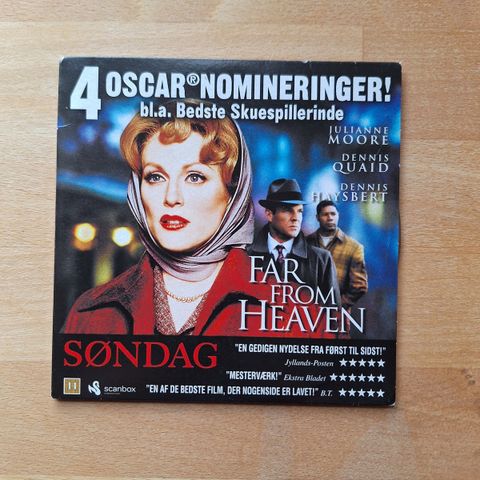 4 OSCAR®NOMINERINGER!
bl.a. Bedste Skuespillerinde
JULIANNE
MOORE
DENNIS
QUAID
DENNIS
HAYSBERT
FAR
FROM
HEAVEN
SØNDAG
"EN GEDIGEN NYDELSE FRA FØRST TIL SIDST!"
Jyllands-Posten ★★★★★
"MESTERVÆRK!" Ekstra Bladet ★★★★★★
"EN AF DE BEDSTE FILM, DER NOGENSIDE ER LAVET!" B.T. ★★★★★
11
scanbox